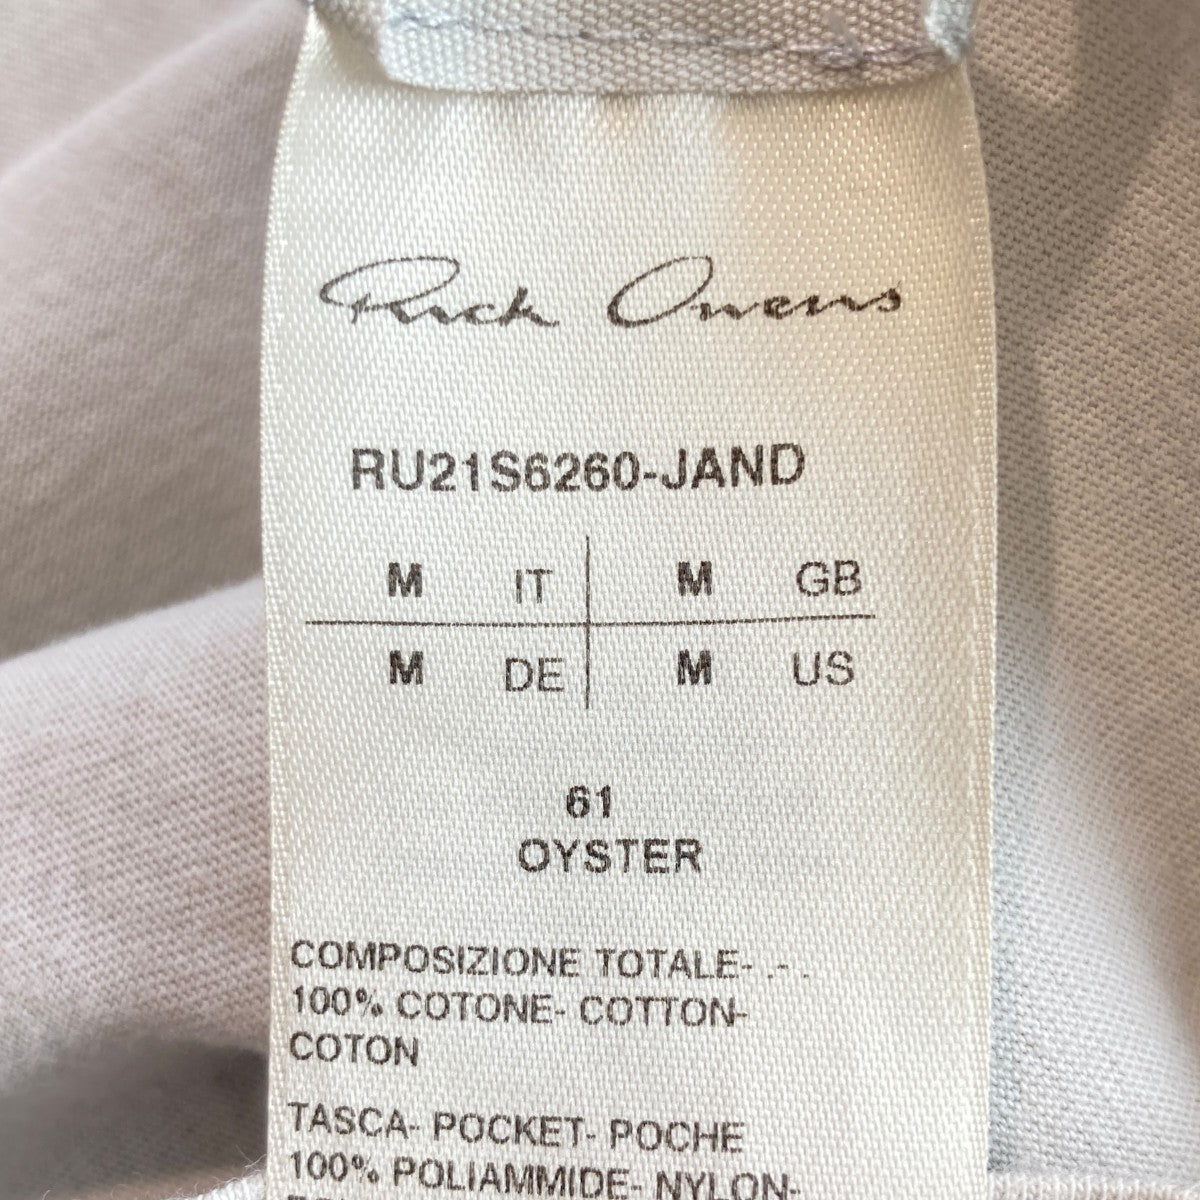 Rick Owens
RU21S6260-JAND
M IT M GB
M DE M US
61
OYSTER
COMPOSIZIONE TOTALE- .- .
100% COTONE- COTTON-
COTON
TASCA- POCKET- POCHE
100% POLIAMMIDE- NYLON-